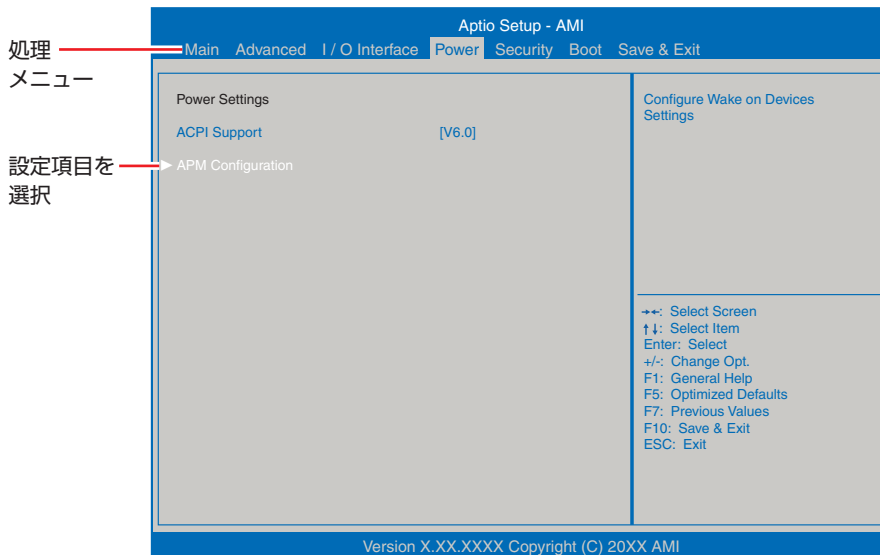 Aptio Setup - AMI
Main Advanced I / O Interface Power Security Boot Save & Exit
処理
メニュー
Power Settings
ACPI Support [V6.0]
設定項目を
選択
APM Configuration
Configure Wake on Devices
Settings
→←: Select Screen
↑↓: Select Item
Enter: Select
+/-: Change Opt.
F1: General Help
F5: Optimized Defaults
F7: Previous Values
F10: Save & Exit
ESC: Exit
Version X.XX.XXXX Copyright (C) 20XX AMI